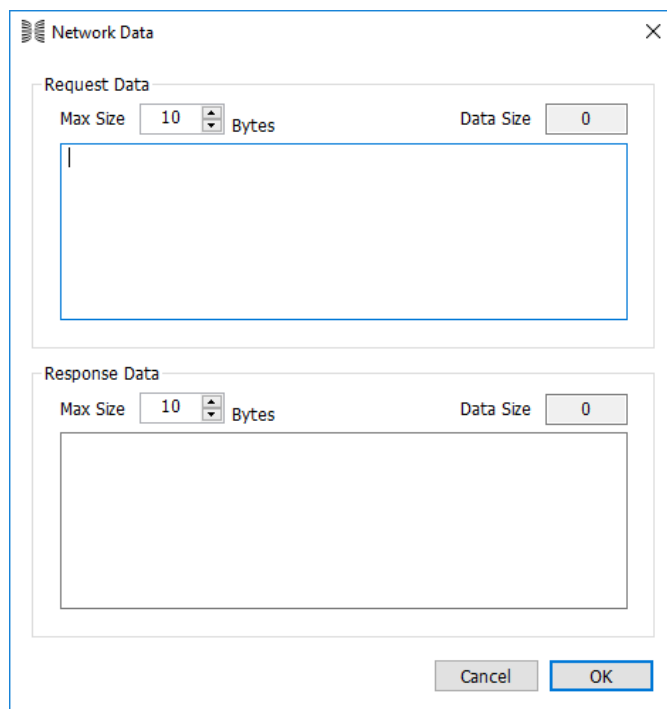 Network Data
Request Data
Max Size 10 Bytes Data Size 0
Response Data
Max Size 10 Bytes Data Size 0
Cancel OK